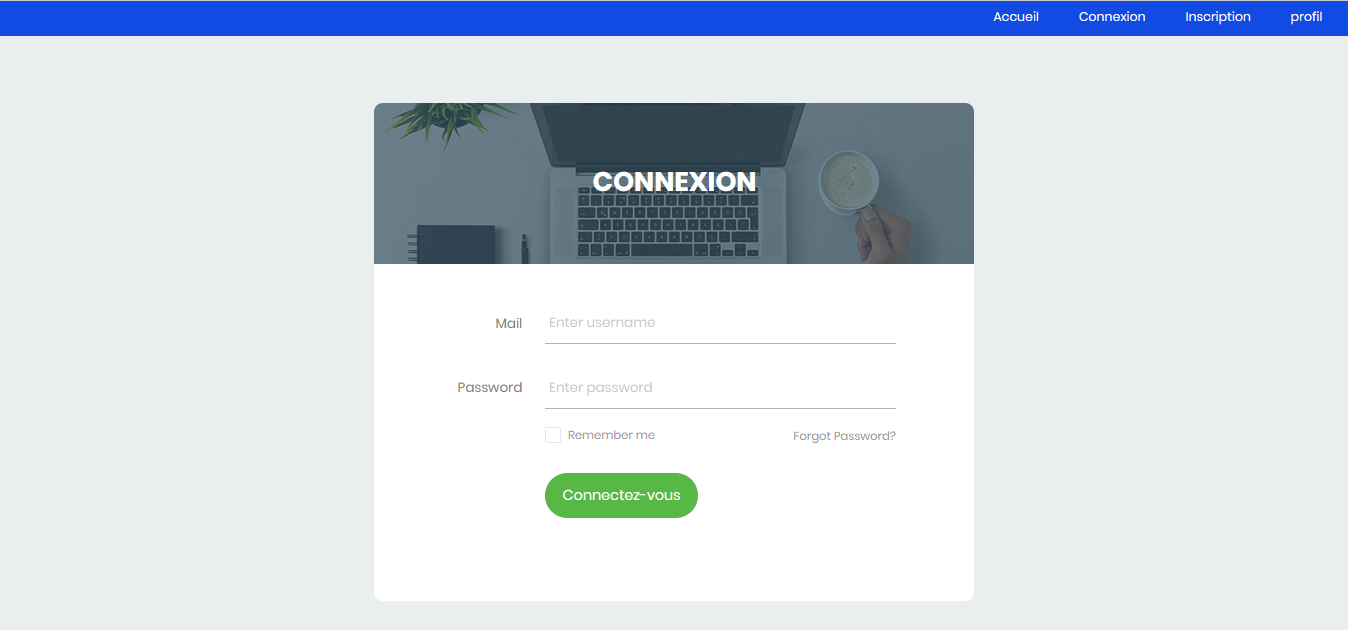 Accueil Connexion Inscription profil
CONNEXION
Mail Enter username
Password Enter password
Remember me Forgot Password?
Connectez-vous